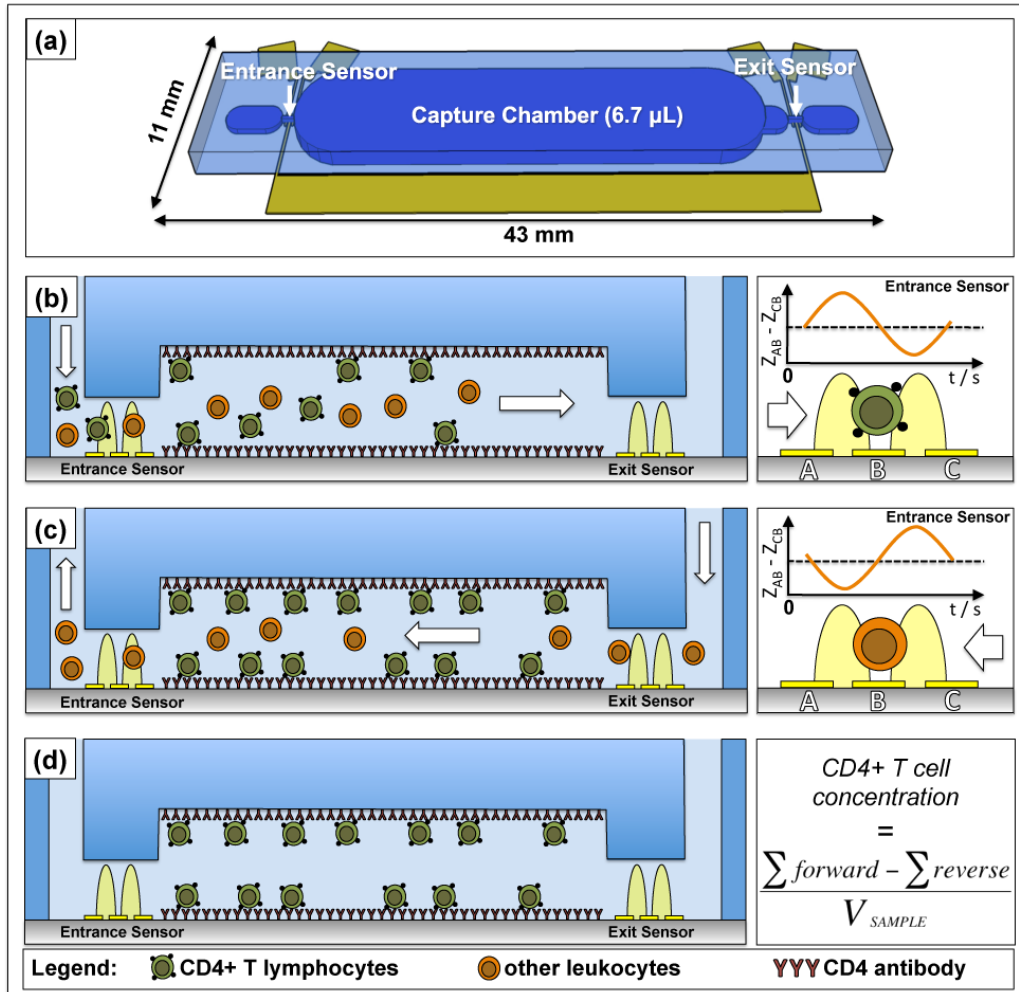 (a)
Entrance Sensor
Exit Sensor
Capture Chamber (6.7 µL)
11 mm
43 mm
(b)
Entrance Sensor
Exit Sensor
Entrance Sensor
Z_AB - Z_CB
0
t / s
A B C
(c)
Entrance Sensor
Exit Sensor
Entrance Sensor
Z_AB - Z_CB
0
t / s
A B C
(d)
Entrance Sensor
Exit Sensor
CD4+ T cell
concentration
=
∑ forward − ∑ reverse
V SAMPLE
Legend: CD4+ T lymphocytes other leukocytes CD4 antibody